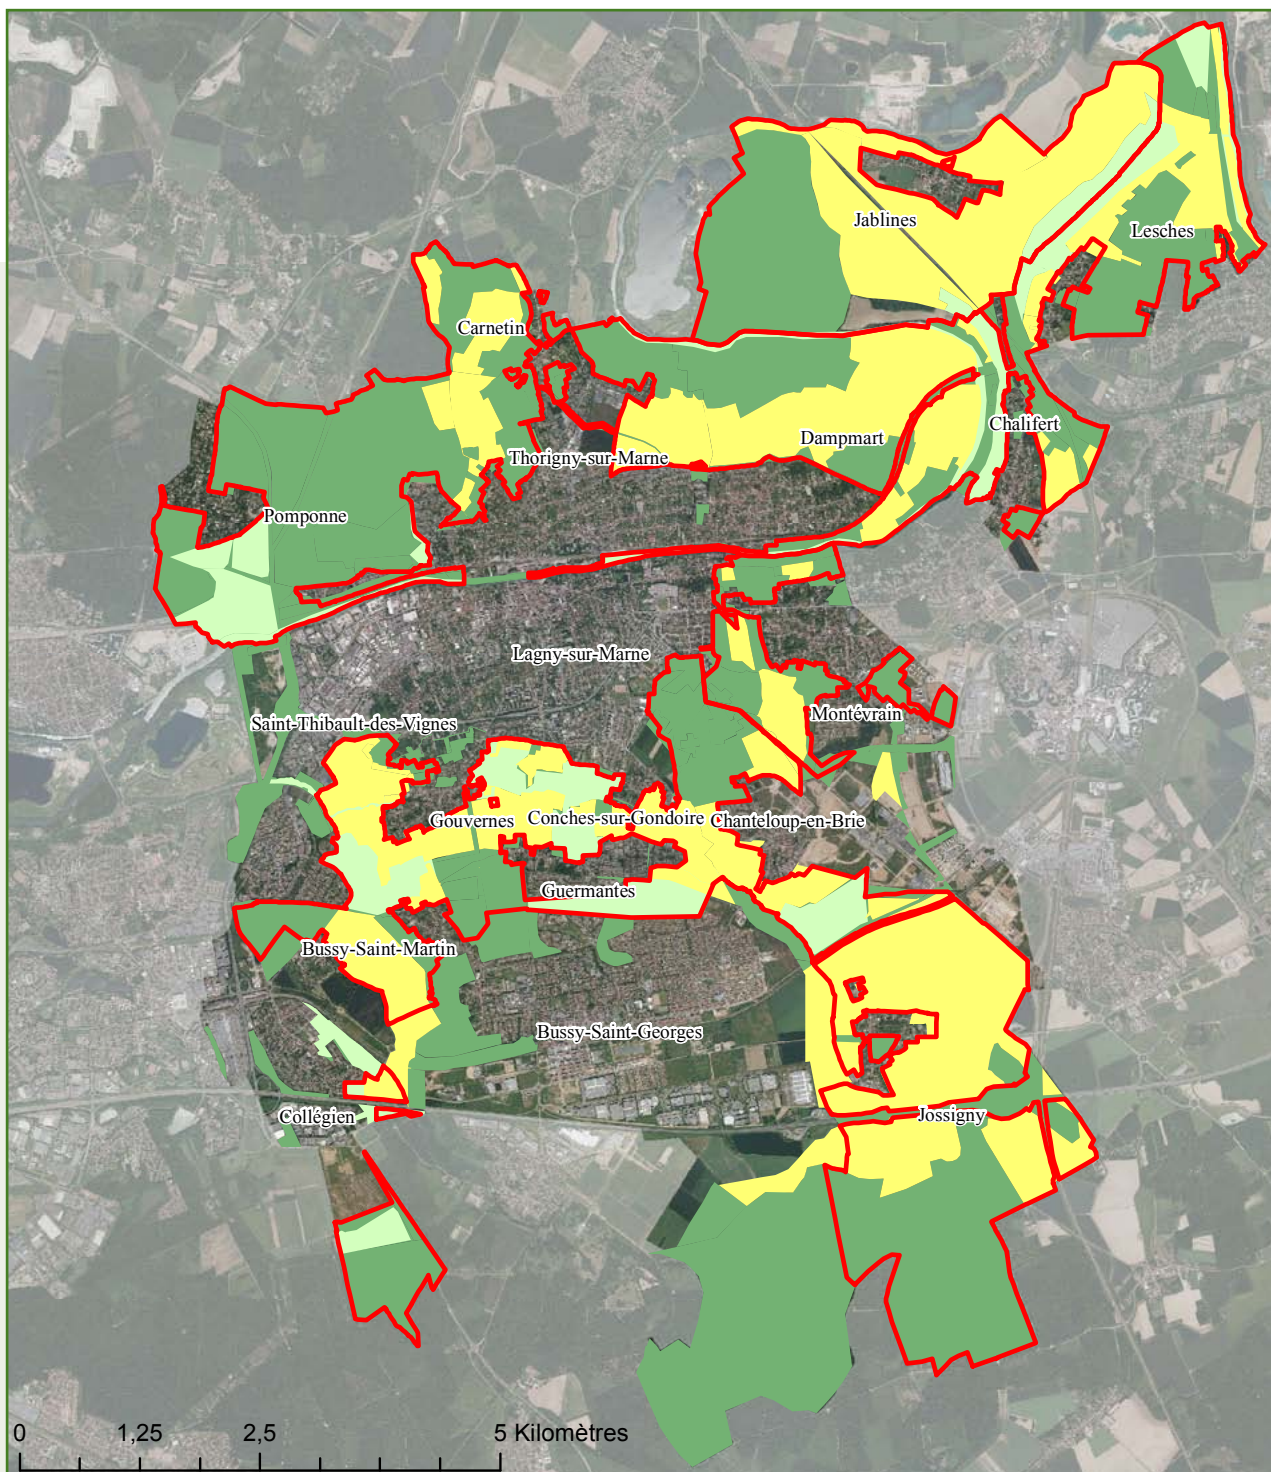 Jablines
Lesches
Carnetin
Chalifert
Dampmart
Thorigny-sur-Marne
Pomponne
Lagny-sur-Marne
Montévrain
Saint-Thibault-des-Vignes
Gouvernes
Conches-sur-Gondoire
Chanteloup-en-Brie
Guermantes
Bussy-Saint-Martin
Bussy-Saint-Georges
Collégien
Jossigny
0 1,25 2,5 5 Kilomètres